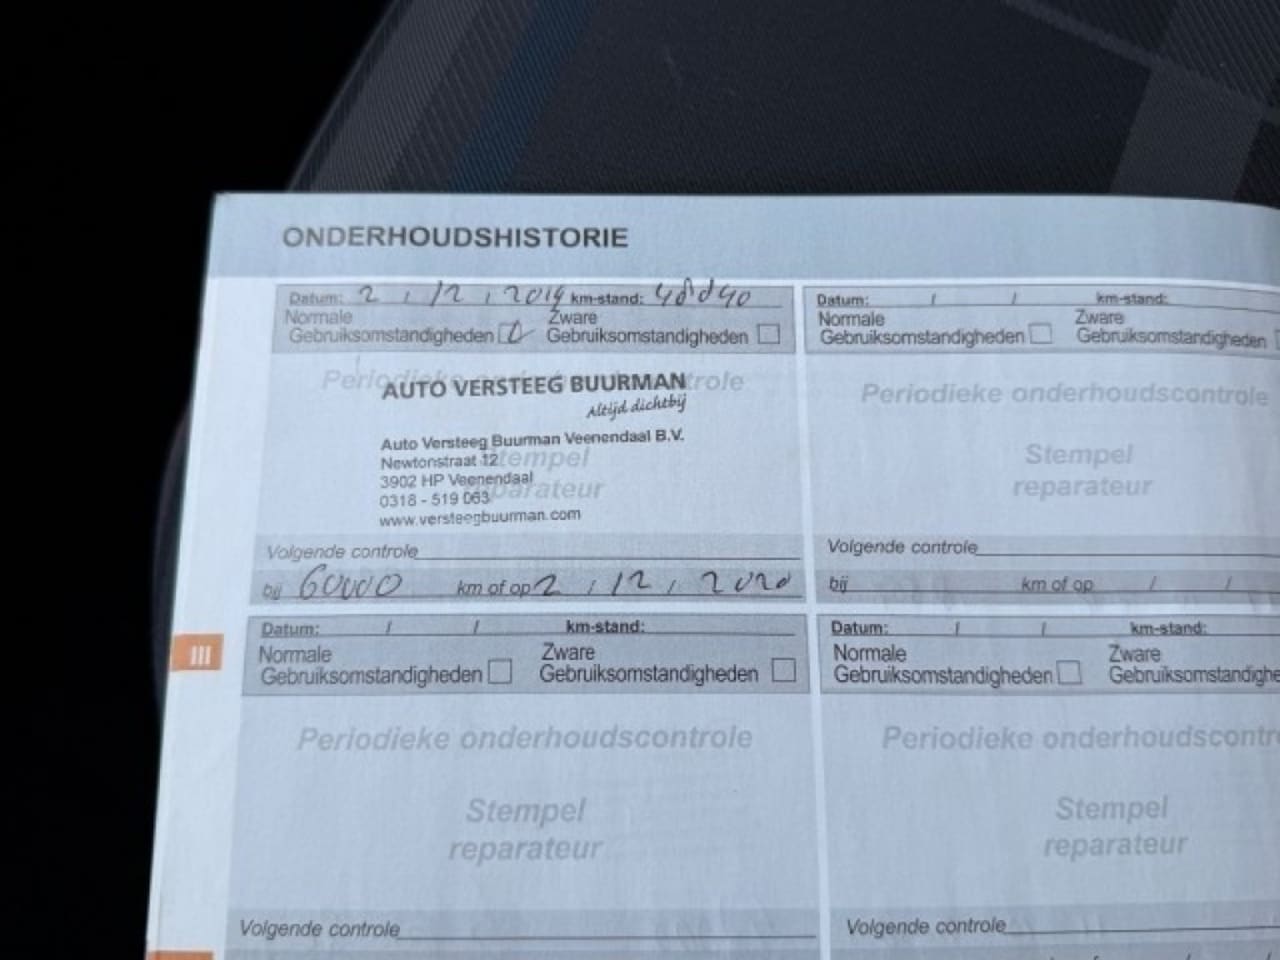 ONDERHOUDSHISTORIE
Datum: 2 / 12 / 2019 km-stand:
Normale Gebruiksomstandigheden Zware Gebruiksomstandigheden
Periodieke onderhoudscontrole
AUTO VERSTEEG BUURMAN
Altijd dichtbij
Auto Versteeg Buurman Veenendaal B.V.
Newtonstraat 12
Stempel
3902 HP Veenendaal
reparateur
0318 - 519 063
www.versteegbuurman.com
Volgende controle
bij 60000 km of op 2 / 12 / 2020
Datum: / / km-stand:
Normale Gebruiksomstandigheden Zware Gebruiksomstandigheden
Periodieke onderhoudscontrole
Stempel
reparateur
Volgende controle
bij km of op / /
III
Datum: / / km-stand:
Normale Gebruiksomstandigheden Zware Gebruiksomstandigheden
Periodieke onderhoudscontrole
Stempel
reparateur
Volgende controle
Datum: / / km-stand:
Normale Gebruiksomstandigheden Zware Gebruiksomstandighe
Periodieke onderhoudscontr
Stempel
reparateur
Volgende controle